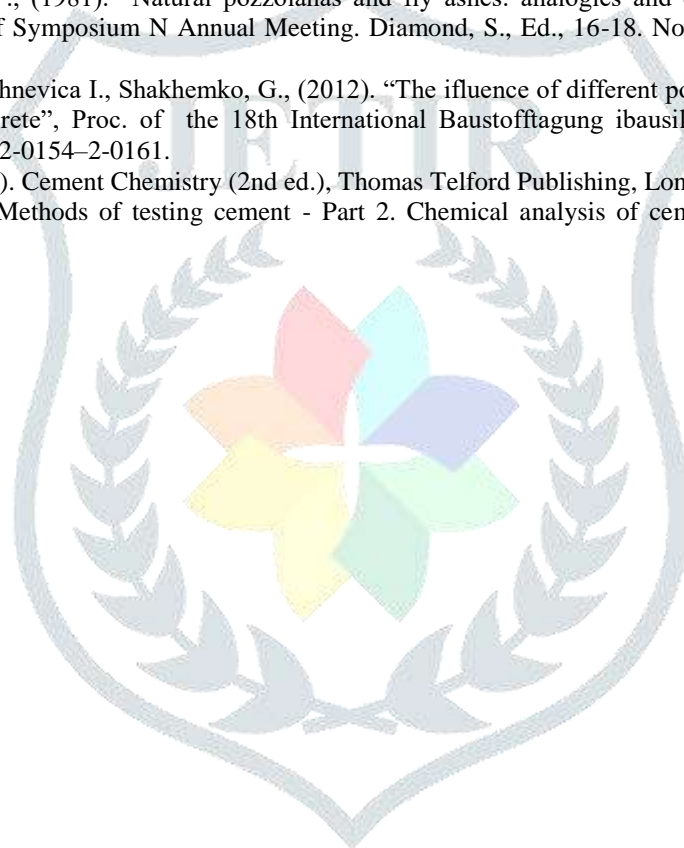 (1981). "Natural pozzolanas and fly ashes: analogies and
f Symposium N Annual Meeting. Diamond, S., Ed., 16-18. No
hnevica I., Shakhemko, G., (2012). “The ifluence of different po
rete”, Proc. of the 18th International Baustofftagung ibausil
2-0154–2-0161.
). Cement Chemistry (2nd ed.), Thomas Telford Publishing, Lon
Methods of testing cement - Part 2. Chemical analysis of cem
JETIR